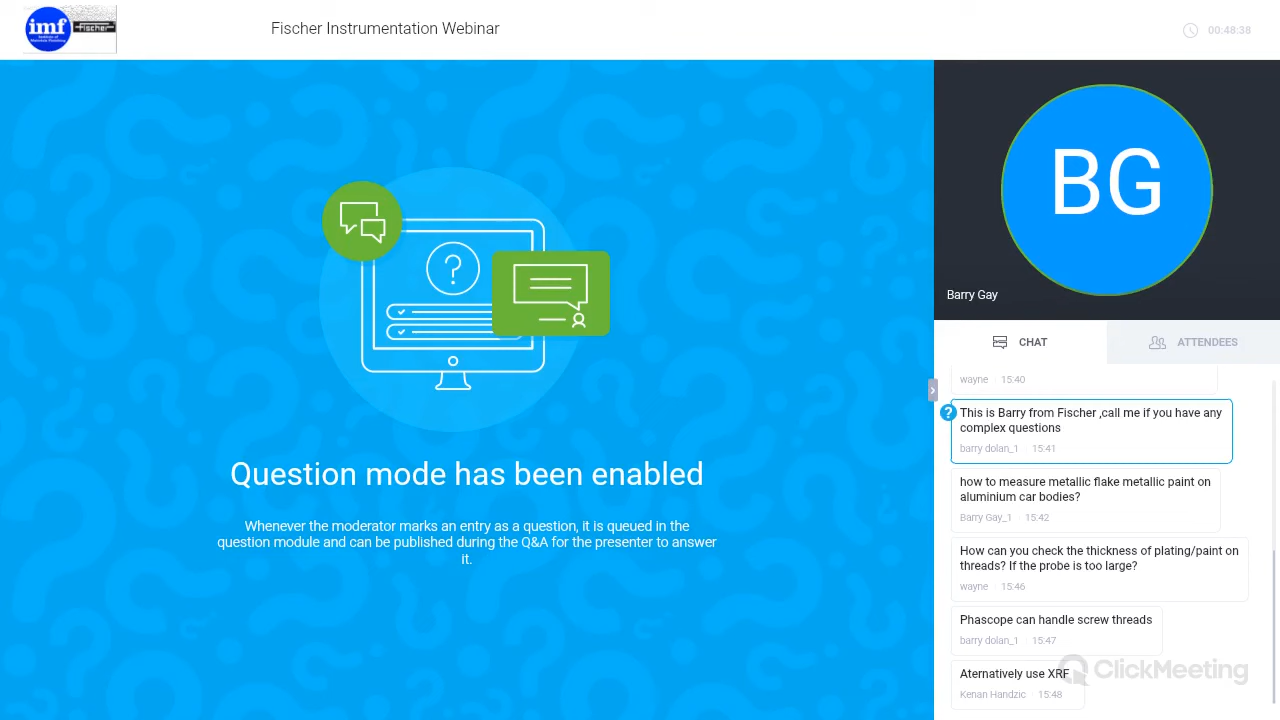 imf
Institute of
Materials Finishing
Fischer
Fischer Instrumentation Webinar
00:48:38
?
Question mode has been enabled
Whenever the moderator marks an entry as a question, it is queued in the
question module and can be published during the Q&A for the presenter to answer
it.
BG
Barry Gay
CHAT
ATTENDEES
wayne 15:40
?
This is Barry from Fischer ,call me if you have any
complex questions
barry dolan_1 15:41
how to measure metallic flake metallic paint on
aluminium car bodies?
Barry Gay_1 15:42
How can you check the thickness of plating/paint on
threads? If the probe is too large?
wayne 15:46
Phascope can handle screw threads
barry dolan_1 15:47
Aternatively use XRF
Kenan Handzic 15:48
ClickMeeting